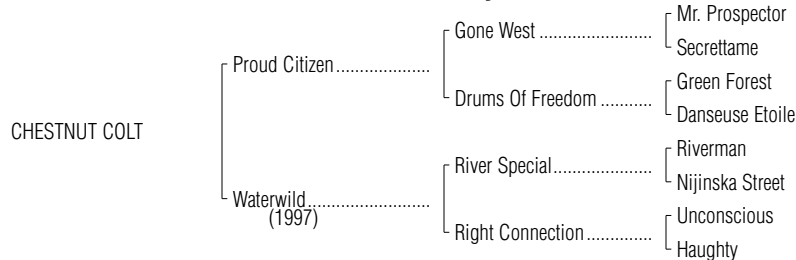 Mr. Prospector
Gone West ........................
Secrettame
Proud Citizen....................
Green Forest
Drums Of Freedom ...........
Danseuse Etoile
CHESTNUT COLT
Riverman
River Special.....................
Nijinska Street
Waterwild..........................
(1997)
Unconscious
Right Connection ..............
Haughty